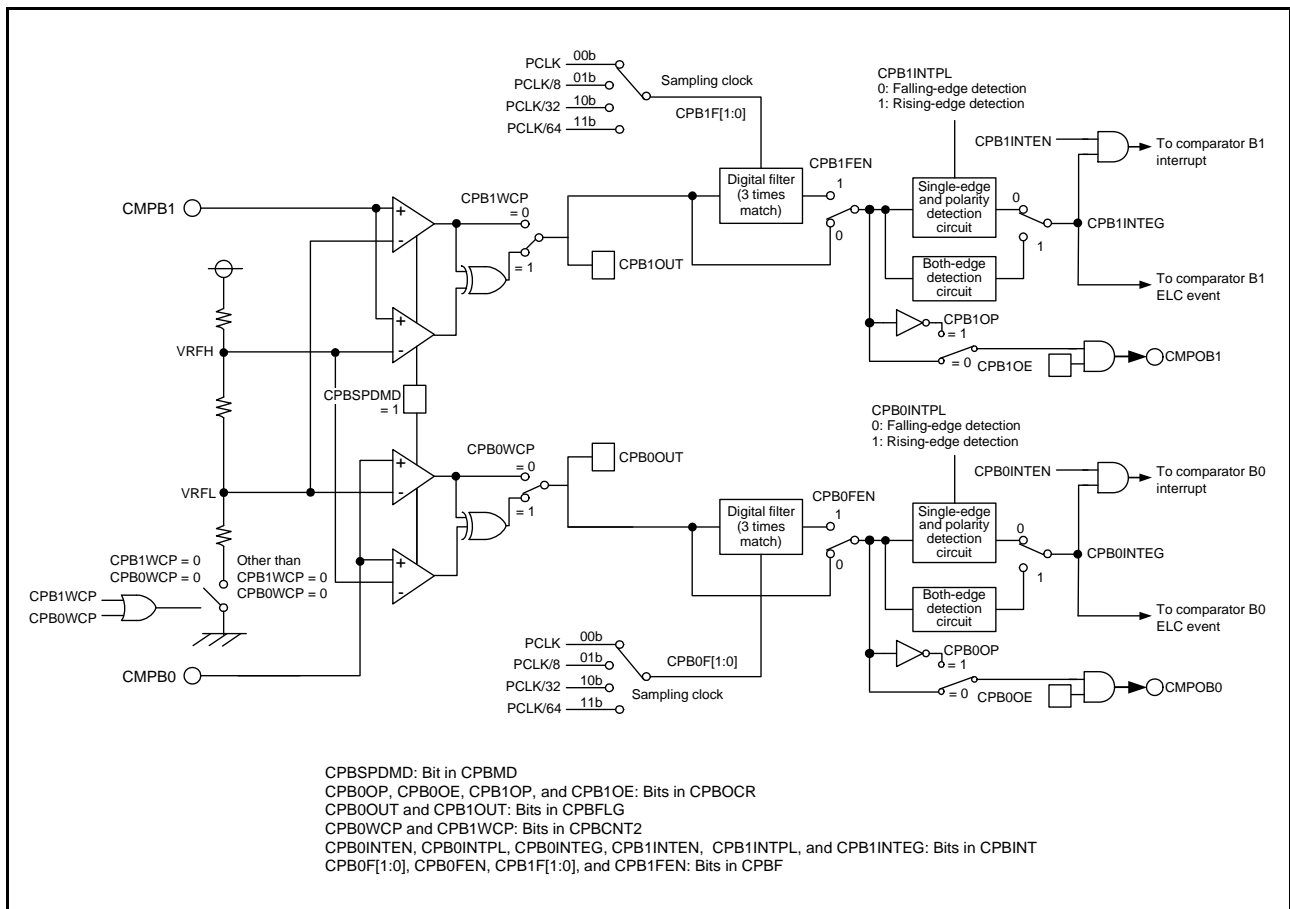 PCLK 00b
PCLK/8 01b
PCLK/32 10b
PCLK/64 11b
Sampling clock
CPB1F[1:0]
CPB1INTPL
0: Falling-edge detection
1: Rising-edge detection
CPB1INTEN
To comparator B1
interrupt
CMPB1
+
-
CPB1WCP
= 0
= 1
CPB1OUT
Digital filter
(3 times
match)
CPB1FEN
1
0
Single-edge
and polarity
detection
circuit
0
1
CPB1INTEG
Both-edge
detection
circuit
To comparator B1
ELC event
+
-
VRFH
CPB1OP
= 1
= 0
CPB1OE
CMPOB1
CPBSPDMD
= 1
CPB0INTPL
0: Falling-edge detection
1: Rising-edge detection
CPB0INTEN
To comparator B0
interrupt
+
-
CPB0WCP
= 0
= 1
CPB0OUT
VRFL
Digital filter
(3 times
match)
CPB0FEN
1
0
Single-edge
and polarity
detection
circuit
0
1
CPB0INTEG
Both-edge
detection
circuit
To comparator B0
ELC event
+
-
CPB1WCP = 0
CPB0WCP = 0
Other than
CPB1WCP = 0
CPB0WCP = 0
CPB1WCP
CPB0WCP
CMPB0
PCLK 00b
PCLK/8 01b
PCLK/32 10b
PCLK/64 11b
CPB0F[1:0]
Sampling clock
CPB0OP
= 1
= 0
CPB0OE
CMPOB0
CPBSPDMD: Bit in CPBMD
CPB0OP, CPB0OE, CPB1OP, and CPB1OE: Bits in CPBOCR
CPB0OUT and CPB1OUT: Bits in CPBFLG
CPB0WCP and CPB1WCP: Bits in CPBCNT2
CPB0INTEN, CPB0INTPL, CPB0INTEG, CPB1INTEN, CPB1INTPL, and CPB1INTEG: Bits in CPBINT
CPB0F[1:0], CPB0FEN, CPB1F[1:0], and CPB1FEN: Bits in CPBF